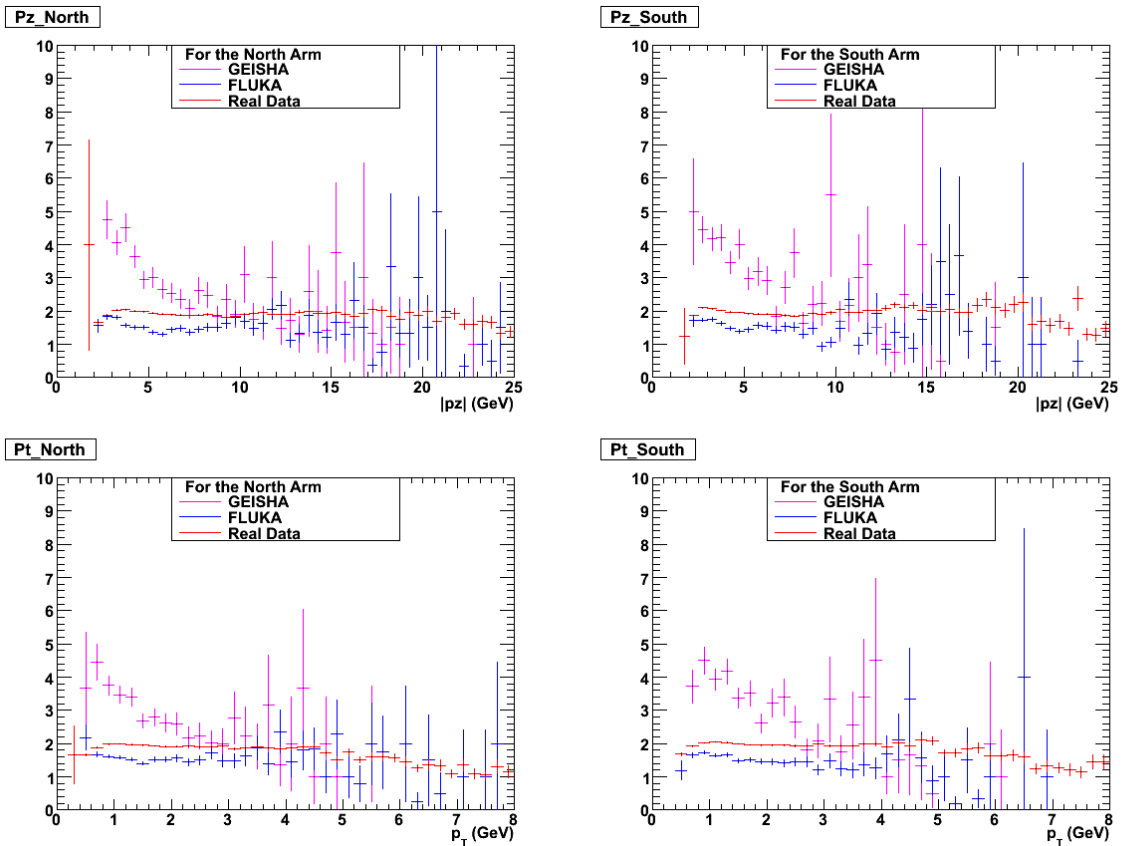 Pz_North
For the North Arm
GEISHA
FLUKA
Real Data
10
9
8
7
6
5
4
3
2
1
0
0 5 10 15 20 25
|pz| (GeV)
Pz_South
For the South Arm
GEISHA
FLUKA
Real Data
10
9
8
7
6
5
4
3
2
1
0
0 5 10 15 20 25
|pz| (GeV)
Pt_North
For the North Arm
GEISHA
FLUKA
Real Data
10
9
8
7
6
5
4
3
2
1
0
0 1 2 3 4 5 6 7 8
p_T (GeV)
Pt_South
For the South Arm
GEISHA
FLUKA
Real Data
10
9
8
7
6
5
4
3
2
1
0
0 1 2 3 4 5 6 7 8
p_T (GeV)